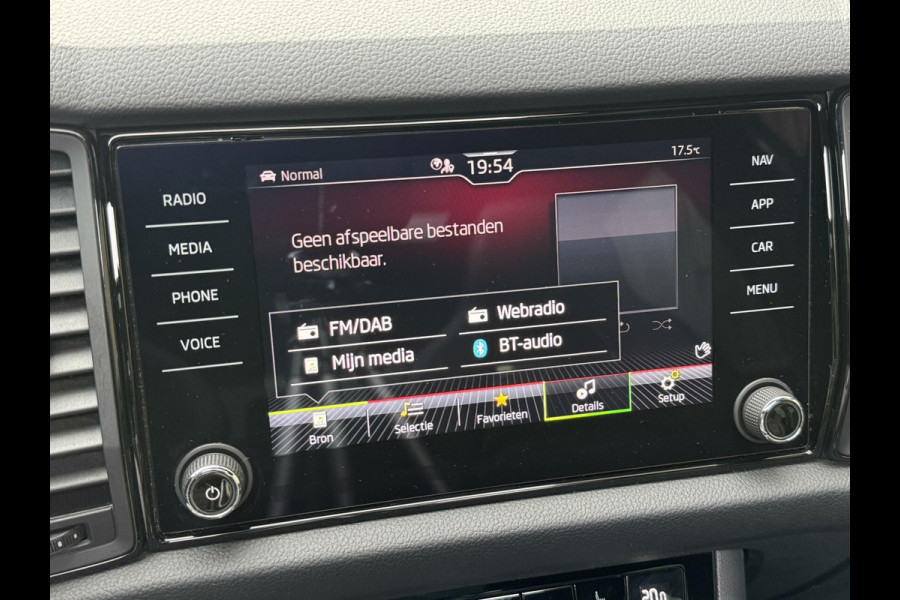 Normal
19:54
17.5°C
RADIO
MEDIA
PHONE
VOICE
Geen afspeelbare bestanden
beschikbaar.
FM/DAB
Webradio
Mijn media
BT-audio
Bron
Selectie
Favorieten
Details
Setup
NAV
APP
CAR
MENU